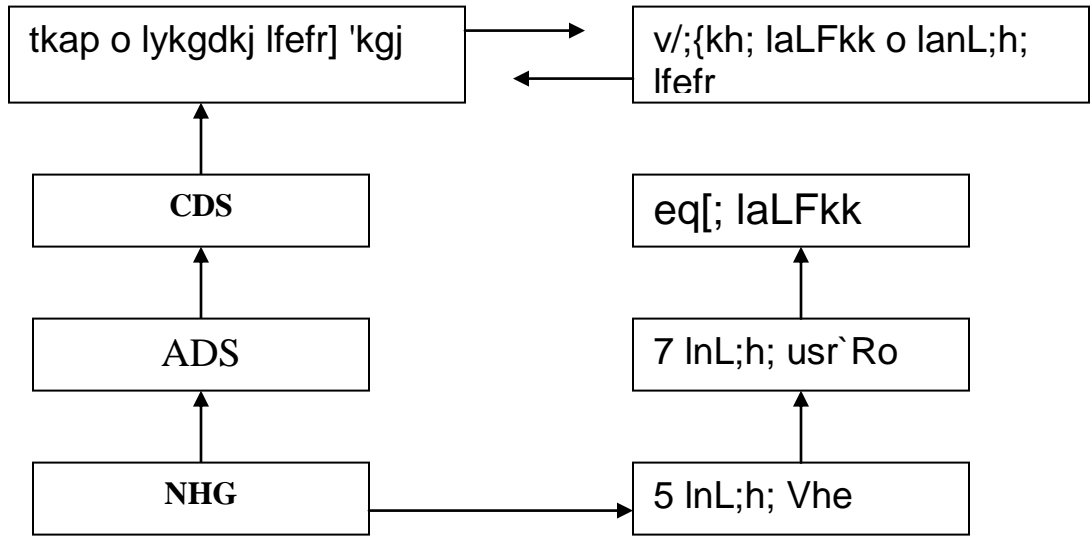 tkap o lykgdkj lfefr] 'kgj
v/;{kh; laLFkk o lanL;h;
lfefr
CDS
eq[; laLFkk
ADS
7 lnL;h; usr`Ro
NHG
5 lnL;h; Vhe